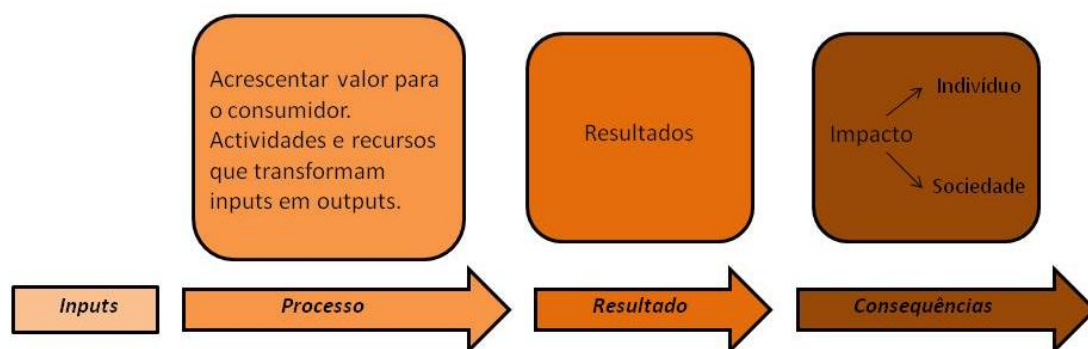 Acrescentar valor para
o consumidor.
Actividades e recursos
que transformam
inputs em outputs.
Resultados
Indivíduo
Impacto
Sociedade
Inputs
Processo
Resultado
Consequências